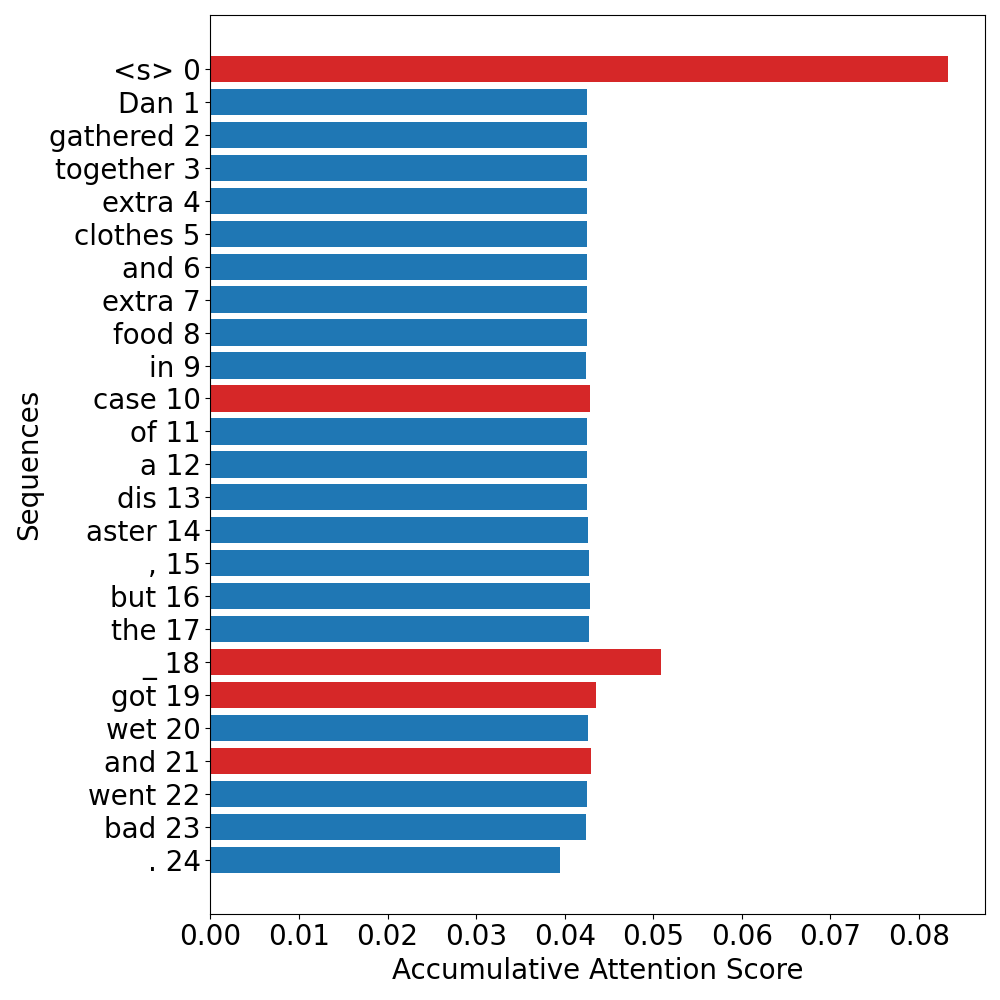 <s> 0
Dan 1
gathered 2
together 3
extra 4
clothes 5
and 6
extra 7
food 8
in 9
case 10
of 11
a 12
dis 13
aster 14
, 15
but 16
the 17
_ 18
got 19
wet 20
and 21
went 22
bad 23
. 24
Sequences
0.00 0.01 0.02 0.03 0.04 0.05 0.06 0.07 0.08
Accumulative Attention Score